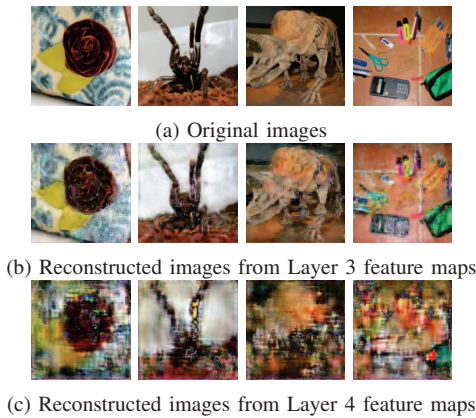 (a) Original images
(b) Reconstructed images from Layer 3 feature maps
(c) Reconstructed images from Layer 4 feature maps